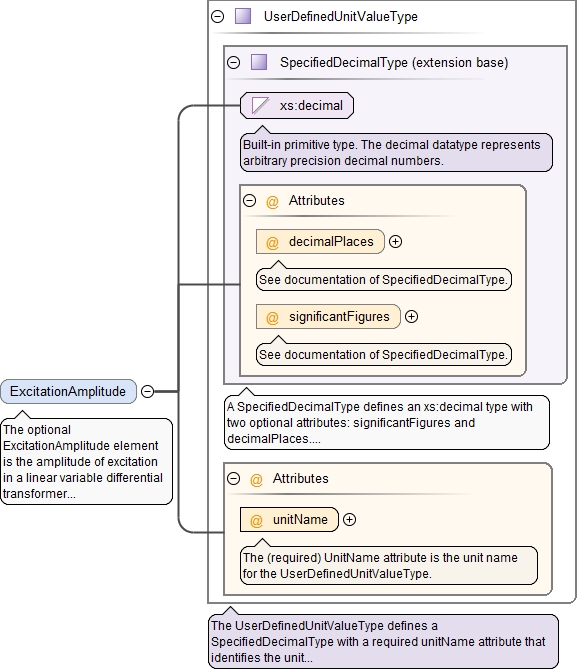 UserDefinedUnitValueType
SpecifiedDecimalType (extension base)
xs:decimal
Built-in primitive type. The decimal datatype represents
arbitrary precision decimal numbers.
@ Attributes
@ decimalPlaces
See documentation of SpecifiedDecimalType.
@ significantFigures
See documentation of SpecifiedDecimalType.
ExcitationAmplitude
The optional
ExcitationAmplitude element
is the amplitude of excitation
in a linear variable differential
transformer...
A SpecifiedDecimalType defines an xs:decimal type with
two optional attributes: significantFigures and
decimalPlaces....
@ Attributes
@ unitName
The (required) UnitName attribute is the unit name
for the UserDefinedUnitValueType.
The UserDefinedUnitValueType defines a
SpecifiedDecimalType with a required unitName attribute that
identifies the unit...